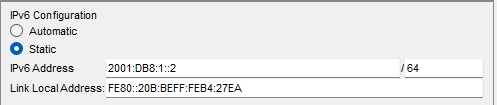 IPv6 Configuration
Automatic
Static
IPv6 Address 2001:DB8:1::2 / 64
Link Local Address: FE80::20B:BEFF:FEB4:27EA